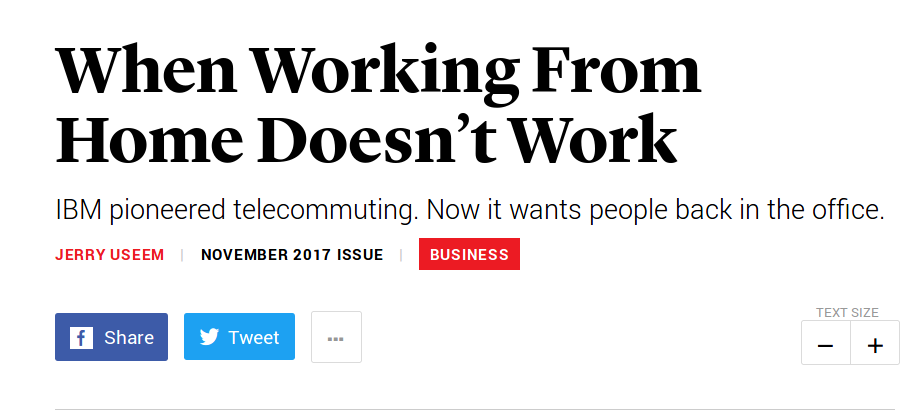 When Working From
Home Doesn't Work
IBM pioneered telecommuting. Now it wants people back in the office.
JERRY USEEM | NOVEMBER 2017 ISSUE | BUSINESS
TEXT SIZE
f Share Tweet ... − +